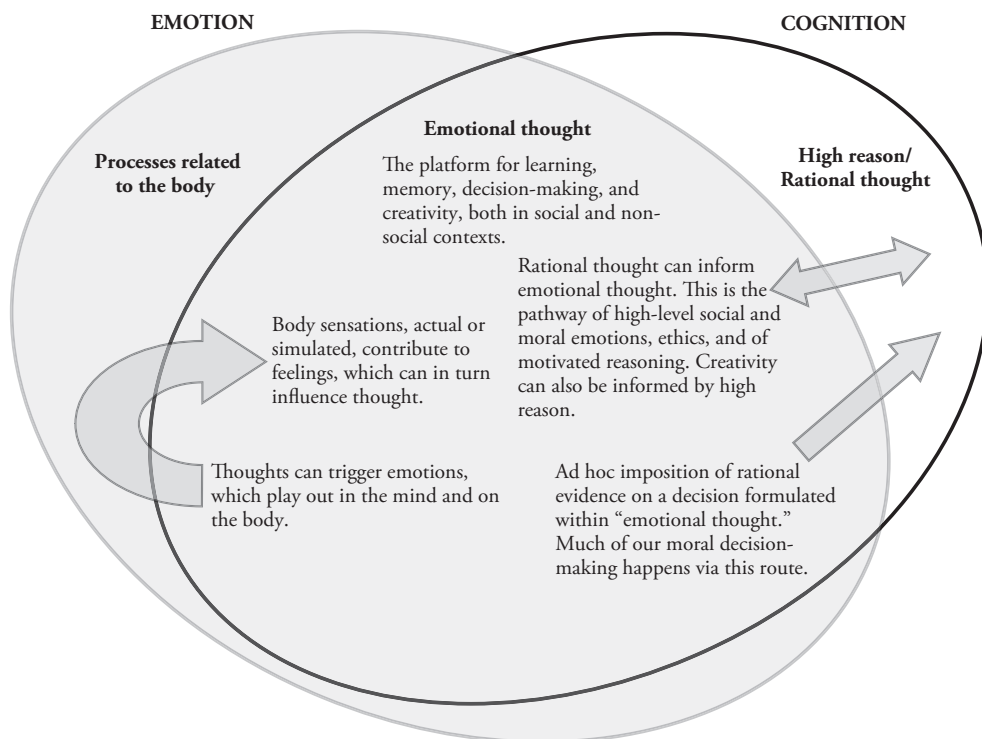 EMOTION
COGNITION
Emotional thought
The platform for learning,
memory, decision-making, and
creativity, both in social and non-
social contexts.
Processes related
to the body
High reason/
Rational thought
Rational thought can inform
emotional thought. This is the
pathway of high-level social and
moral emotions, ethics, and of
motivated reasoning. Creativity
can also be informed by high
reason.
Body sensations, actual or
simulated, contribute to
feelings, which can in turn
influence thought.
Thoughts can trigger emotions,
which play out in the mind and on
the body.
Ad hoc imposition of rational
evidence on a decision formulated
within “emotional thought.”
Much of our moral decision-
making happens via this route.